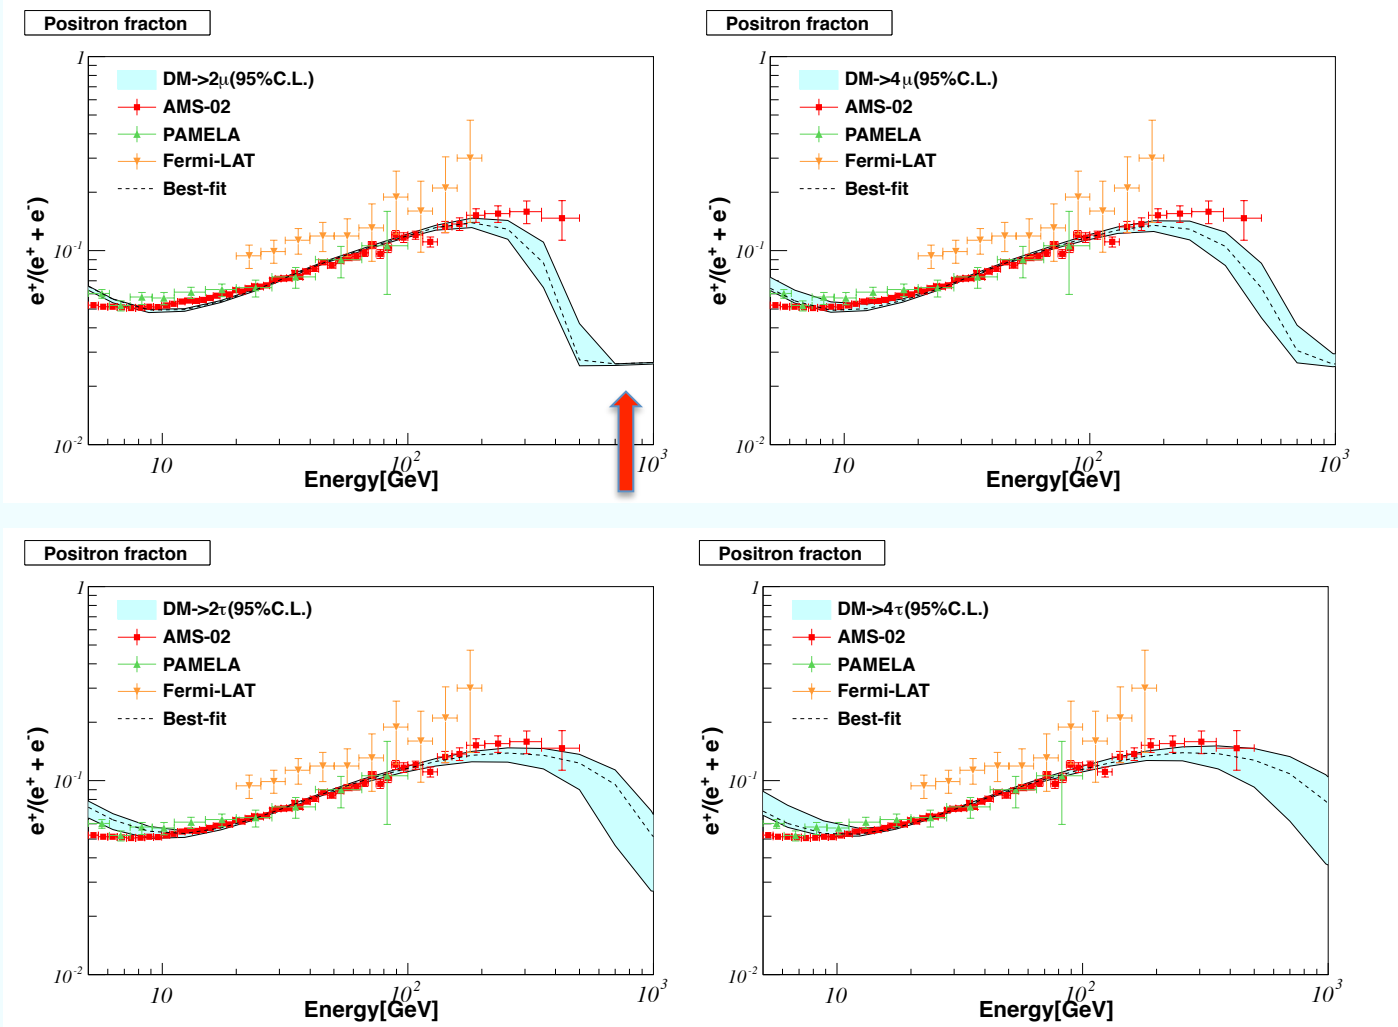 Positron fracton
1
DM->2μ(95%C.L.)
AMS-02
PAMELA
Fermi-LAT
Best-fit
10⁻¹
10⁻²
e⁺/(e⁺ + e⁻)
10
10²
10³
Energy[GeV]
Positron fracton
1
DM->4μ(95%C.L.)
AMS-02
PAMELA
Fermi-LAT
Best-fit
10⁻¹
10⁻²
e⁺/(e⁺ + e⁻)
10
10²
10³
Energy[GeV]
Positron fracton
1
DM->2τ(95%C.L.)
AMS-02
PAMELA
Fermi-LAT
Best-fit
10⁻¹
10⁻²
e⁺/(e⁺ + e⁻)
10
10²
10³
Energy[GeV]
Positron fracton
1
DM->4τ(95%C.L.)
AMS-02
PAMELA
Fermi-LAT
Best-fit
10⁻¹
10⁻²
e⁺/(e⁺ + e⁻)
10
10²
10³
Energy[GeV]